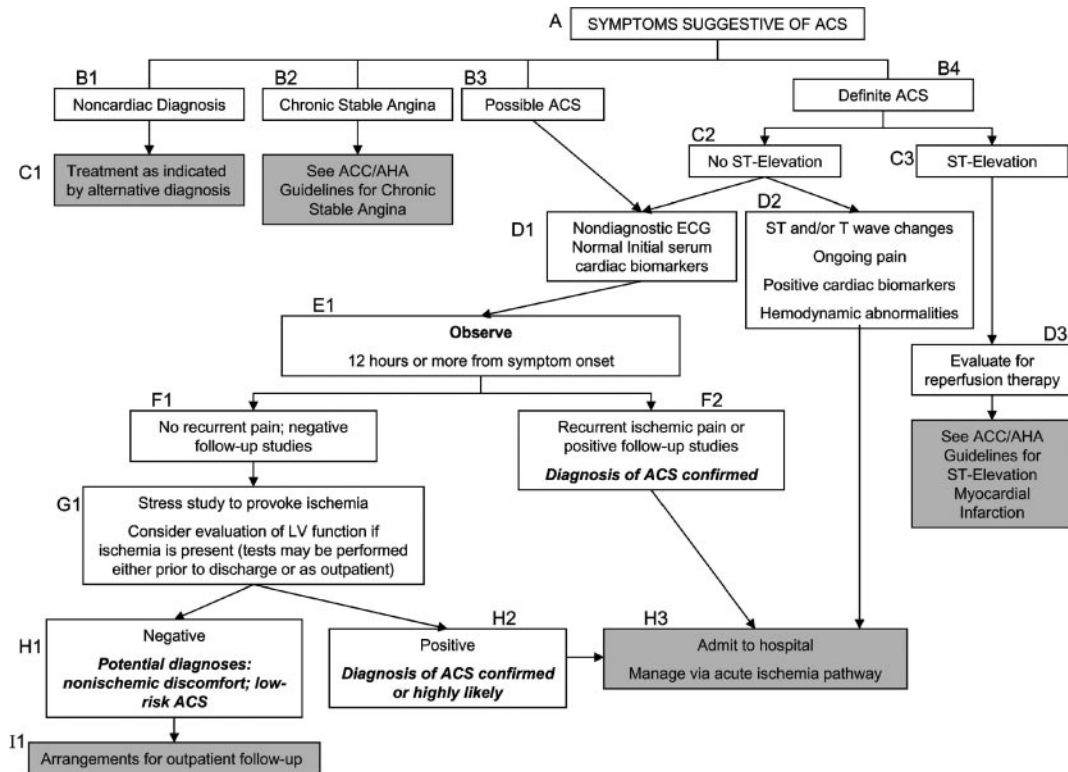 A
SYMPTOMS SUGGESTIVE OF ACS
B1
B2
B3
B4
Noncardiac Diagnosis
Chronic Stable Angina
Possible ACS
Definite ACS
C2
C1
Treatment as indicated
by alternative diagnosis
See ACC/AHA
Guidelines for Chronic
Stable Angina
No ST-Elevation
C3
ST-Elevation
D1
Nondiagnostic ECG
Normal Initial serum
cardiac biomarkers
D2
ST and/or T wave changes
Ongoing pain
Positive cardiac biomarkers
Hemodynamic abnormalities
E1
Observe
12 hours or more from symptom onset
D3
Evaluate for
reperfusion therapy
F1
No recurrent pain; negative
follow-up studies
F2
Recurrent ischemic pain or
positive follow-up studies
Diagnosis of ACS confirmed
See ACC/AHA
Guidelines for
ST-Elevation
Myocardial
Infarction
G1
Stress study to provoke ischemia
Consider evaluation of LV function if
ischemia is present (tests may be performed
either prior to discharge or as outpatient)
H1
Negative
Potential diagnoses:
nonischemic discomfort; low-
risk ACS
H2
Positive
Diagnosis of ACS confirmed
or highly likely
H3
Admit to hospital
Manage via acute ischemia pathway
I1
Arrangements for outpatient follow-up